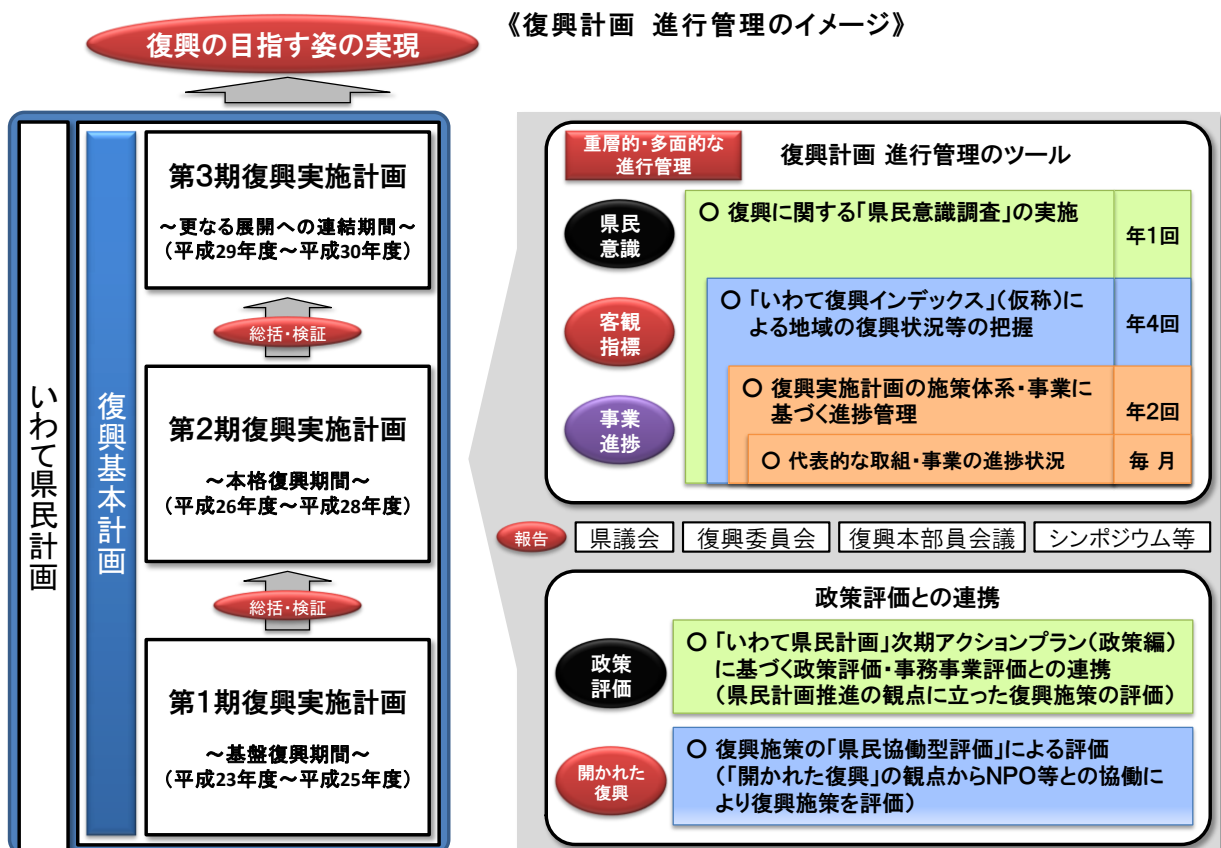 《復興計画 進行管理のイメージ》
復興の目指す姿の実現
いわて県民計画
復興基本計画
第3期復興実施計画
～更なる展開への連結期間～
（平成29年度～平成30年度）
総括・検証
第2期復興実施計画
～本格復興期間～
（平成26年度～平成28年度）
総括・検証
第1期復興実施計画
～基盤復興期間～
（平成23年度～平成25年度）
重層的・多面的な
進行管理
復興計画 進行管理のツール
県民
意識
○ 復興に関する「県民意識調査」の実施
年1回
客観
指標
○ 「いわて復興インデックス」（仮称）に
よる地域の復興状況等の把握
年4回
事業
進捗
○ 復興実施計画の施策体系・事業に
基づく進捗管理
年2回
○ 代表的な取組・事業の進捗状況
毎 月
報告
県議会
復興委員会
復興本部員会議
シンポジウム等
政策評価との連携
政策
評価
○ 「いわて県民計画」次期アクションプラン（政策編）
に基づく政策評価・事務事業評価との連携
（県民計画推進の観点に立った復興施策の評価）
開かれた
復興
○ 復興施策の「県民協働型評価」による評価
（「開かれた復興」の観点からNPO等との協働に
より復興施策を評価）